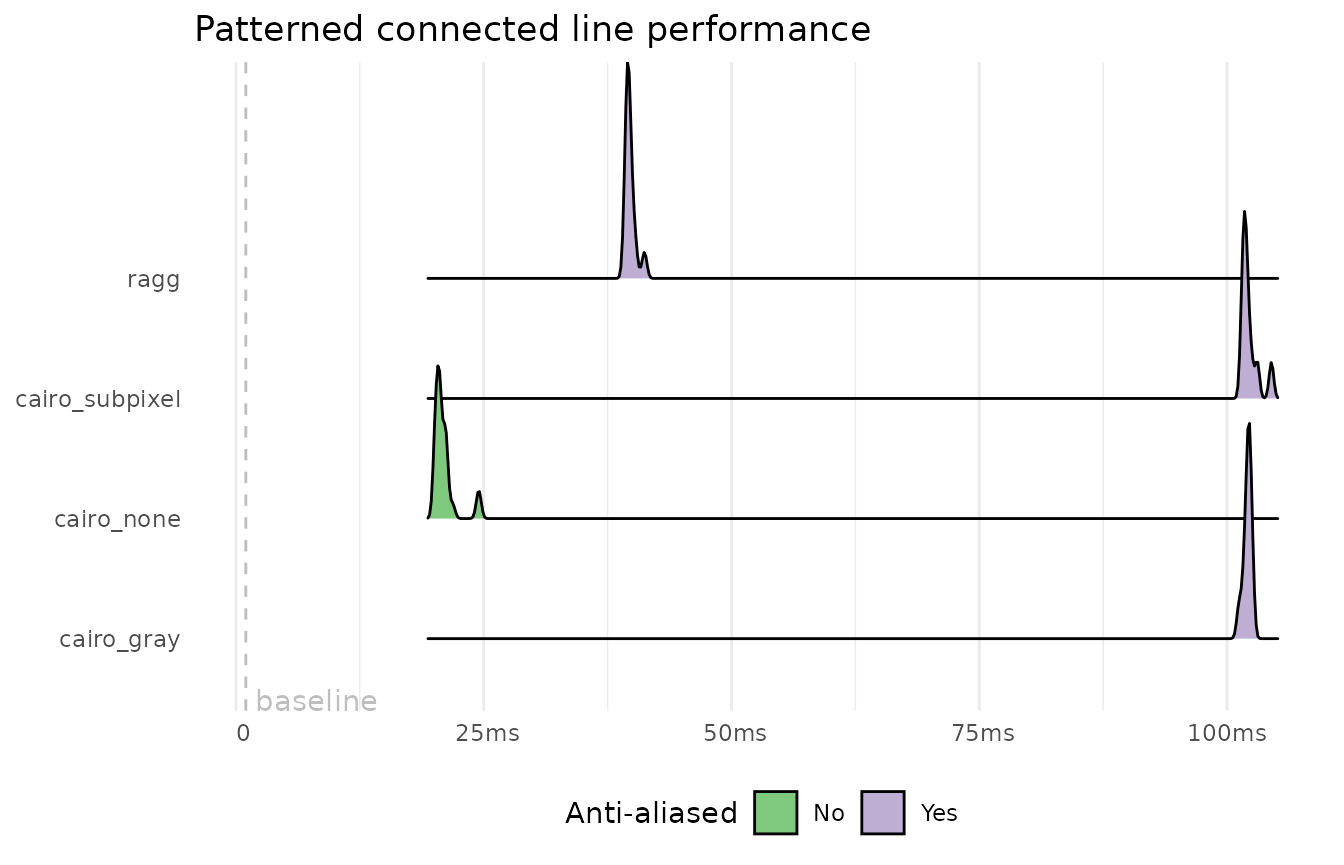 Patterned connected line performance
ragg
cairo_subpixel
cairo_none
cairo_gray
baseline
0 25ms 50ms 75ms 100ms
Anti-aliased No Yes